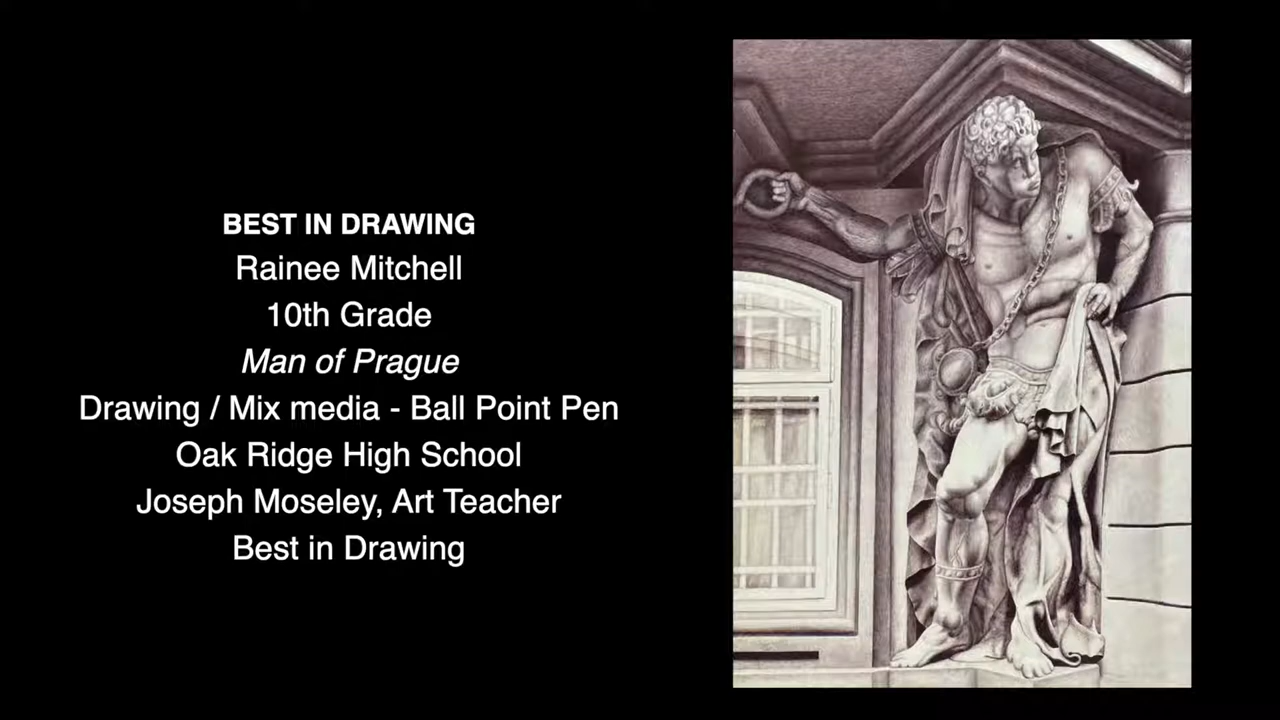 BEST IN DRAWING
Rainee Mitchell
10th Grade
Man of Prague
Drawing / Mix media - Ball Point Pen
Oak Ridge High School
Joseph Moseley, Art Teacher
Best in Drawing